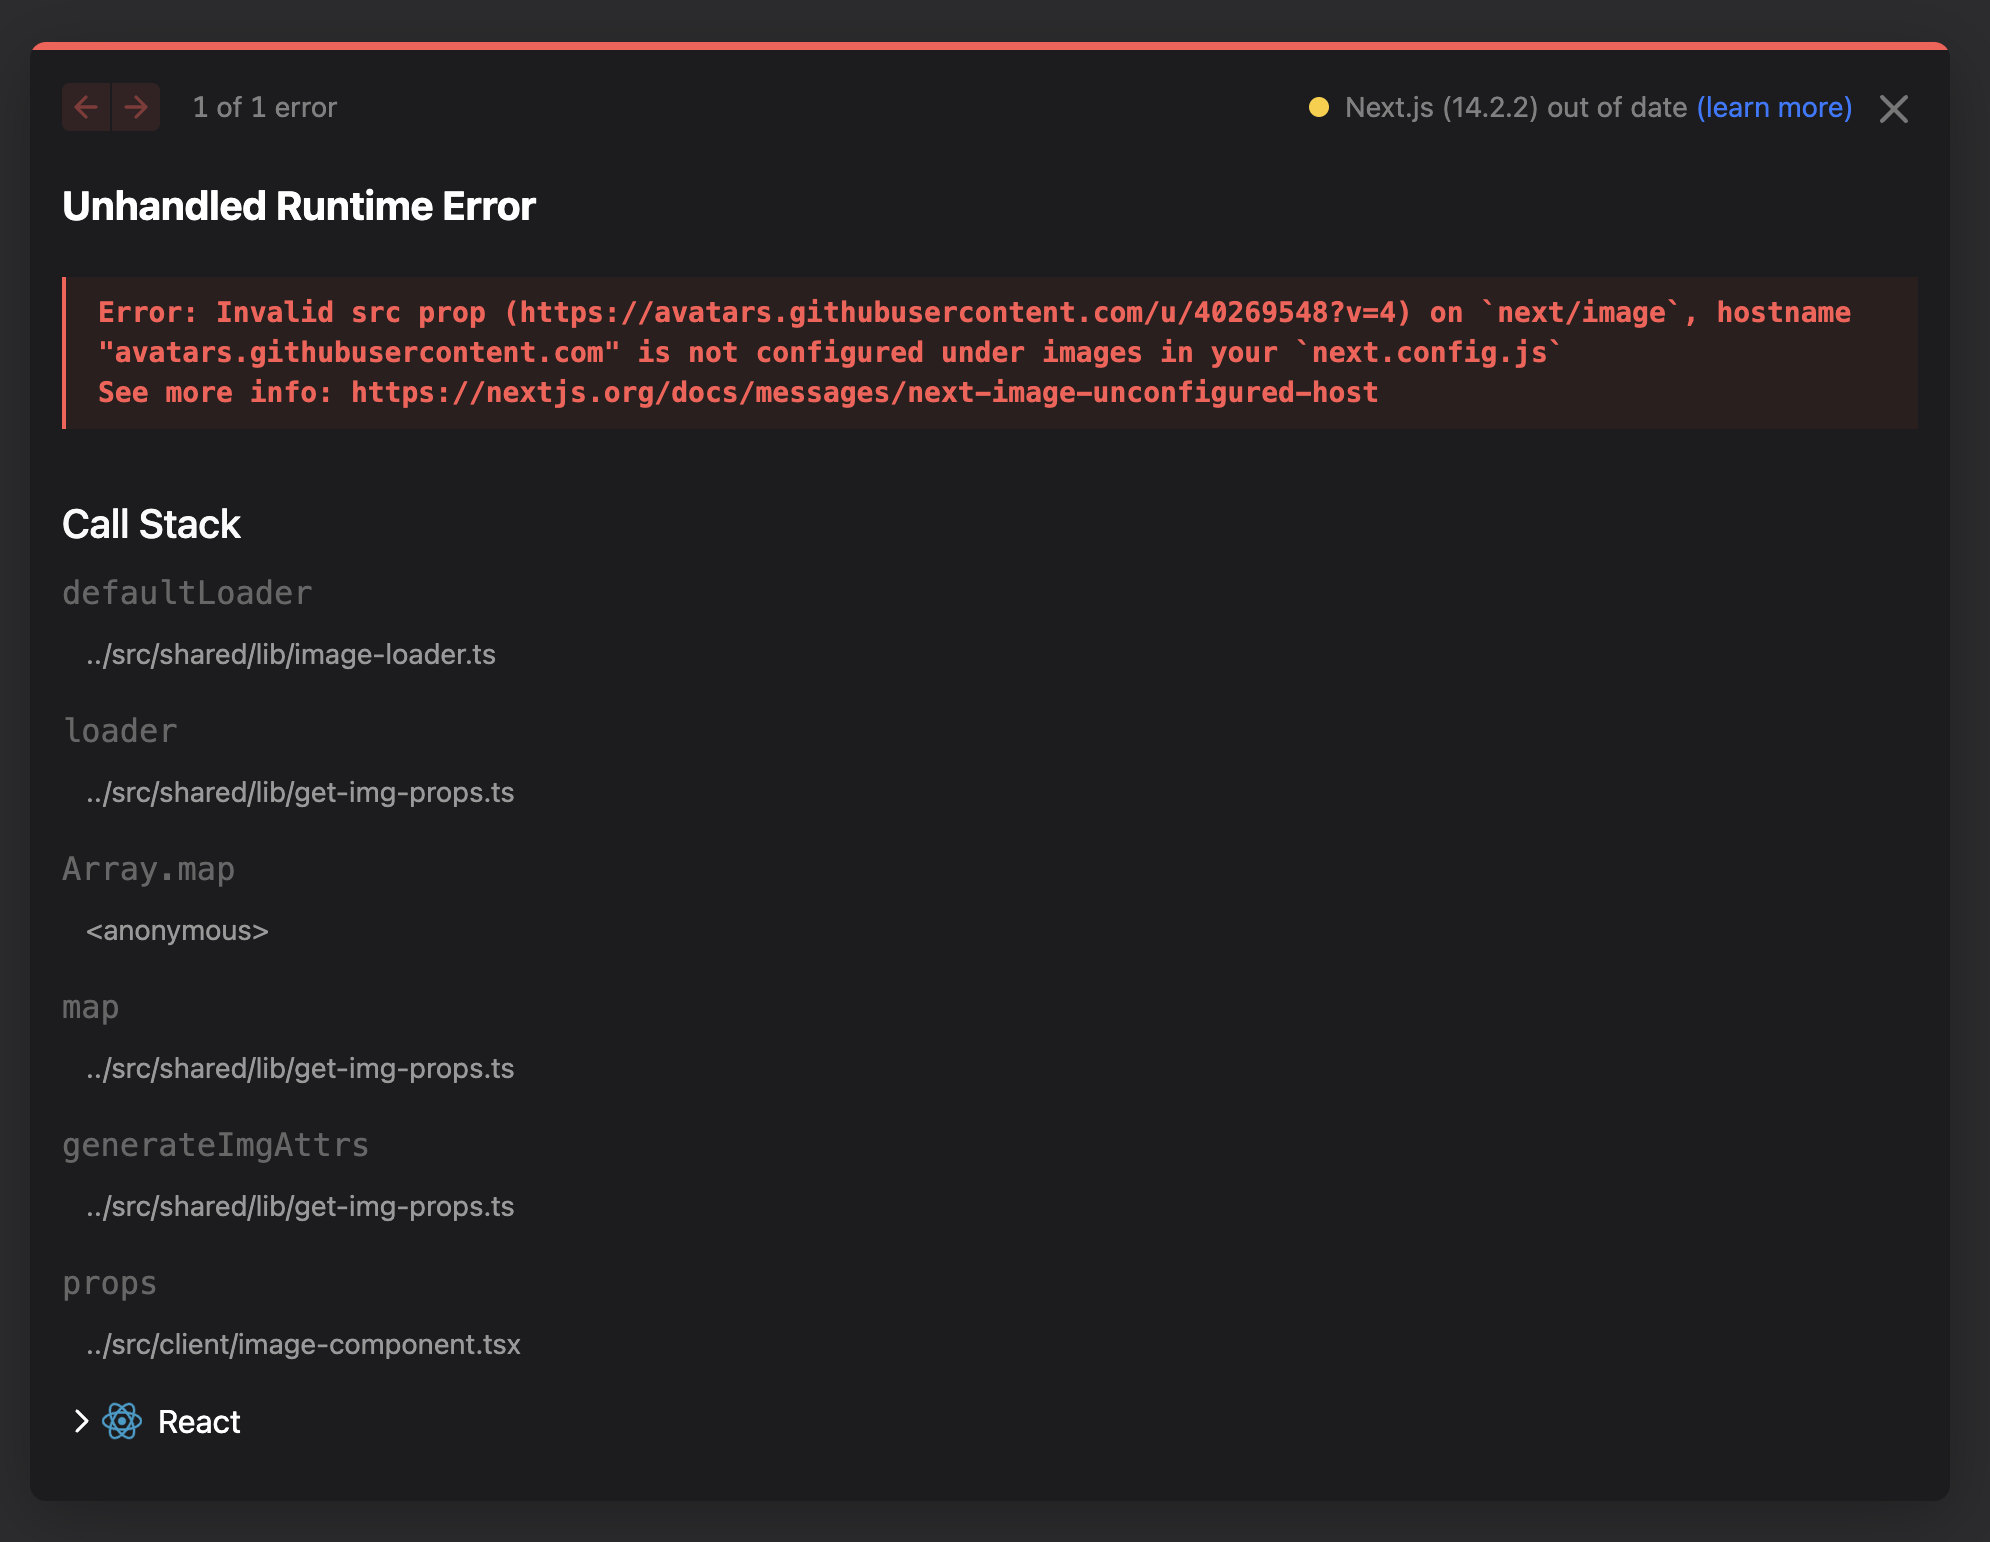 1 of 1 error
Next.js (14.2.2) out of date (learn more)
Unhandled Runtime Error
Error: Invalid src prop (https://avatars.githubusercontent.com/u/40269548?v=4) on `next/image`, hostname
"avatars.githubusercontent.com" is not configured under images in your `next.config.js`
See more info: https://nextjs.org/docs/messages/next-image-unconfigured-host
Call Stack
defaultLoader
../src/shared/lib/image-loader.ts
loader
../src/shared/lib/get-img-props.ts
Array.map
<anonymous>
map
../src/shared/lib/get-img-props.ts
generateImgAttrs
../src/shared/lib/get-img-props.ts
props
../src/client/image-component.tsx
React